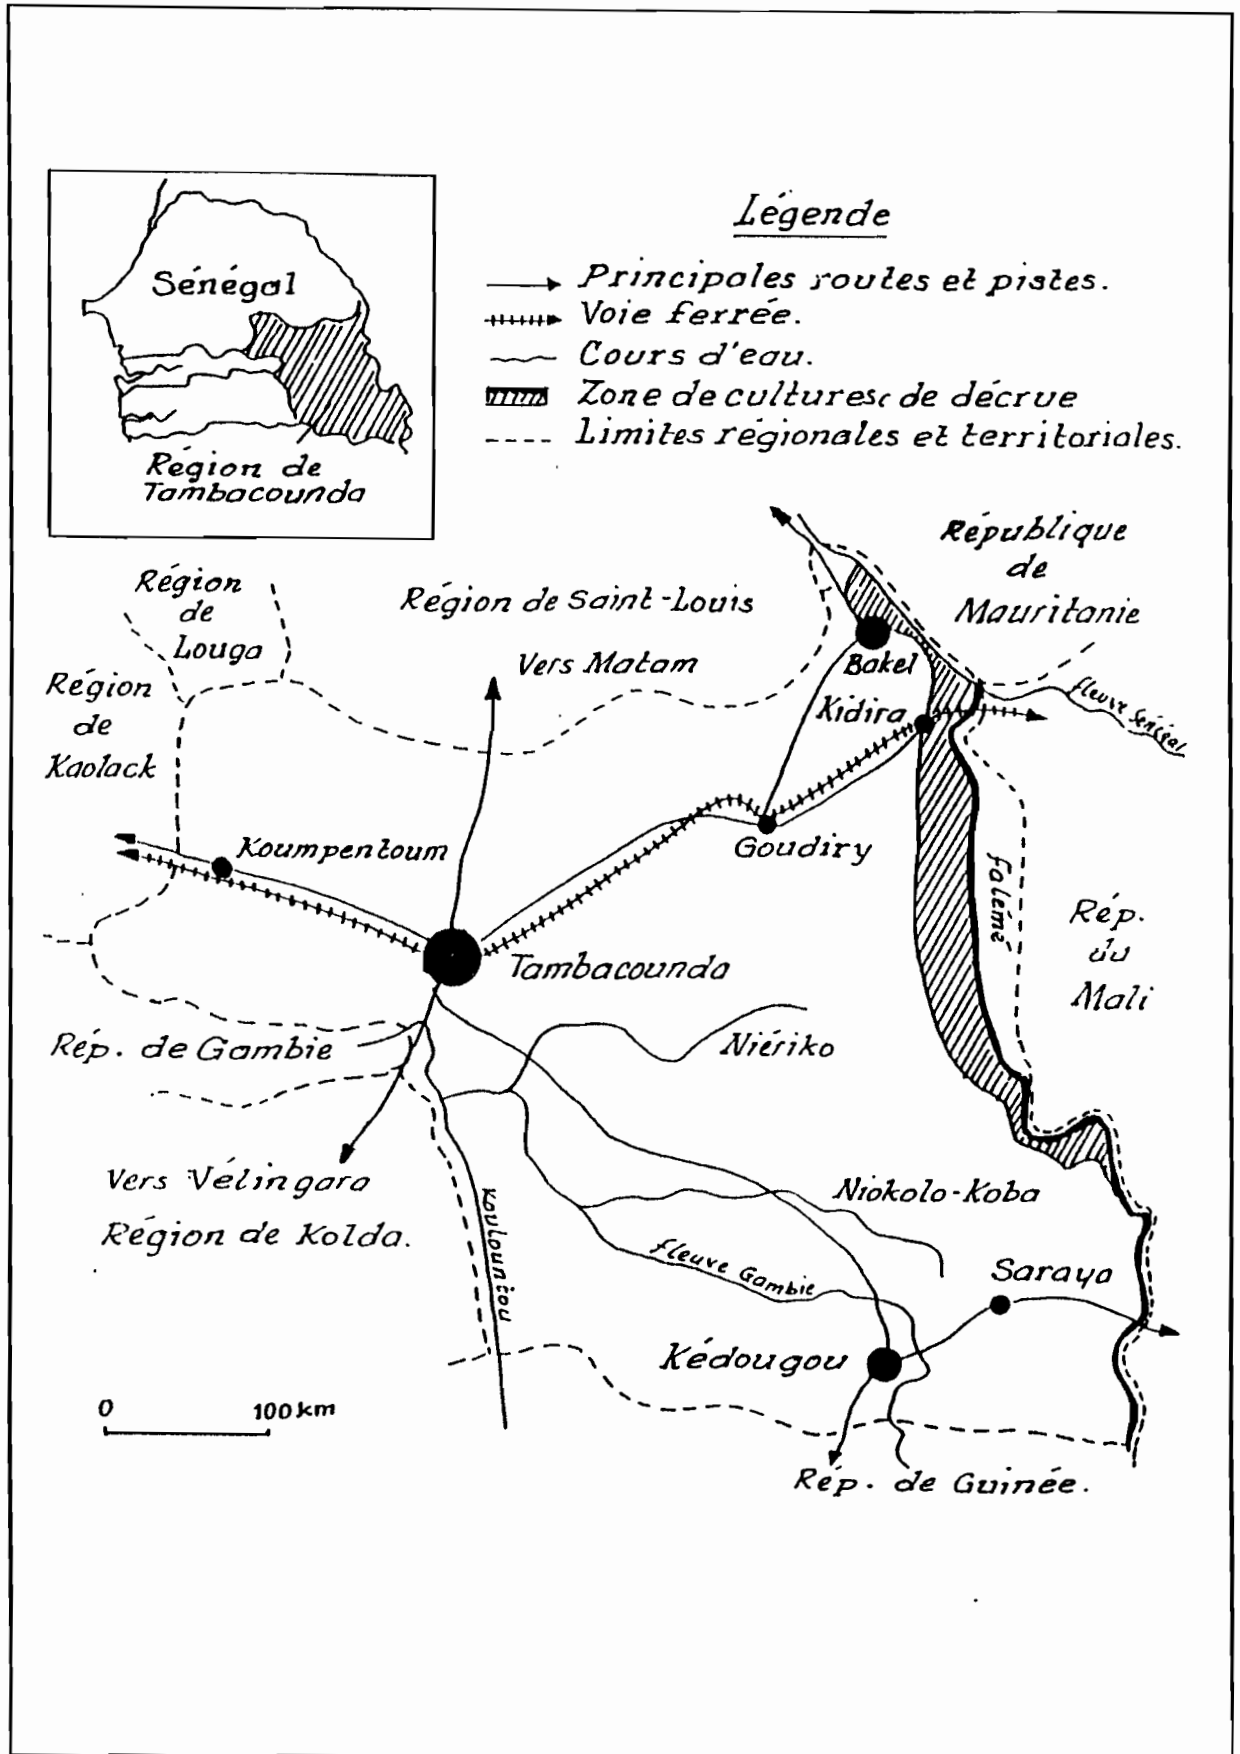 Sénégal
Région de
Tambacounda
Légende
Principales routes et pistes.
Voie ferrée.
Cours d'eau.
Zone de cultures de décrue
Limites régionales et territoriales.
République
de
Mauritanie
Région
de
Louga
Région de Saint-Louis
Vers Matam
Région
de
Kaolack
Bakel
Kidira
fleuve Sénégal
Koumpentoum
Goudiry
Falémé
Rép.
du
Mali
Tambacounda
Rép. de Gambie
Niériko
Vers Vélingara
Région de Kolda.
Kouloun tou
Niokolo-Koba
fleuve Gambie
Saraya
Kédougou
0 100 km
Rép. de Guinée.